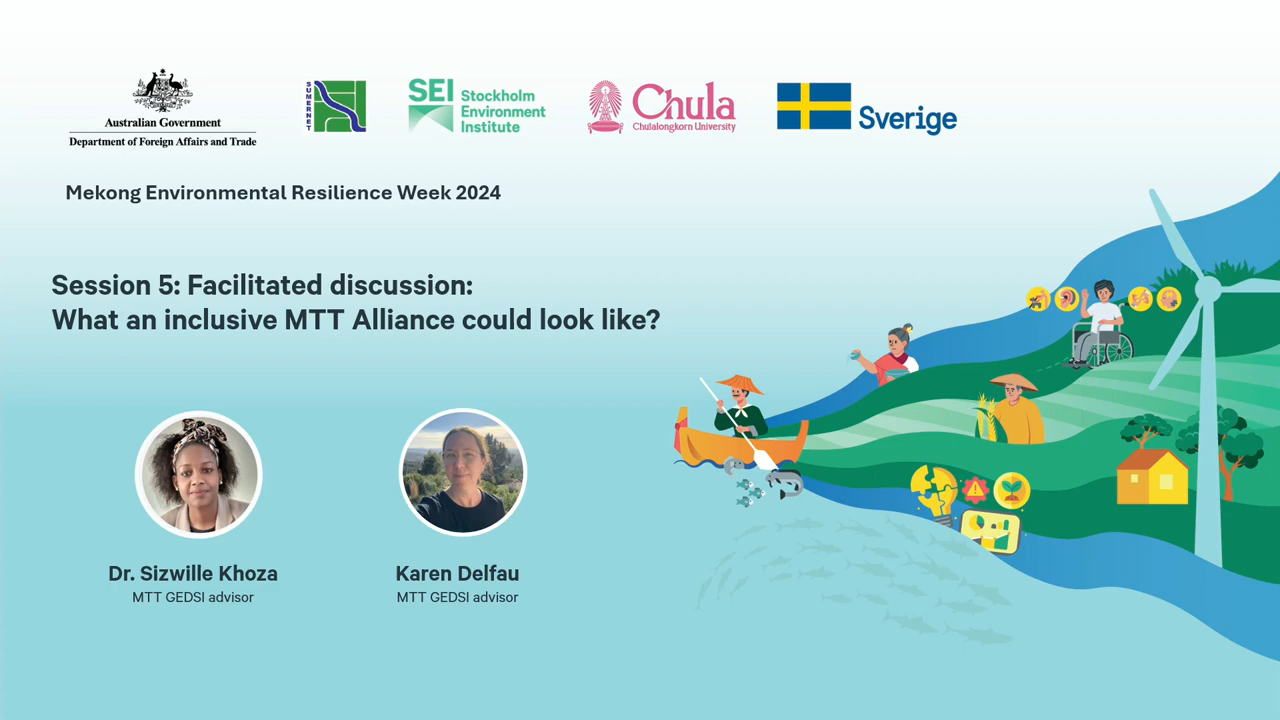 Australian Government
Department of Foreign Affairs and Trade
SUMERNET
SEI Stockholm
Environment
Institute
Chula
Chulalongkorn University
Sverige
Mekong Environmental Resilience Week 2024
Session 5: Facilitated discussion:
What an inclusive MTT Alliance could look like?
Dr. Sizwille Khoza
MTT GEDSI advisor
Karen Delfau
MTT GEDSI advisor